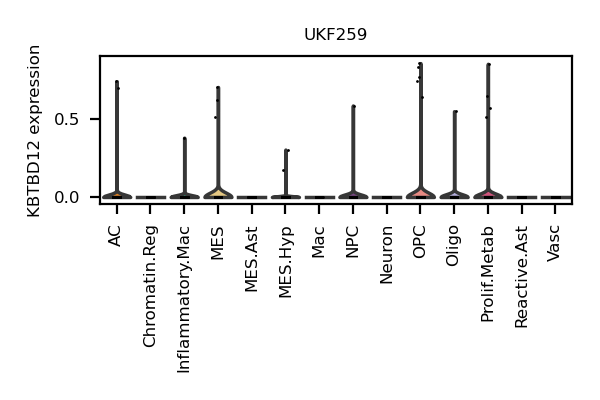 UKF259
KBTBD12 expression
0.5
0.0
AC
Chromatin.Reg
Inflammatory.Mac
MES
MES.Ast
MES.Hyp
Mac
NPC
Neuron
OPC
Oligo
Prolif.Metab
Reactive.Ast
Vasc